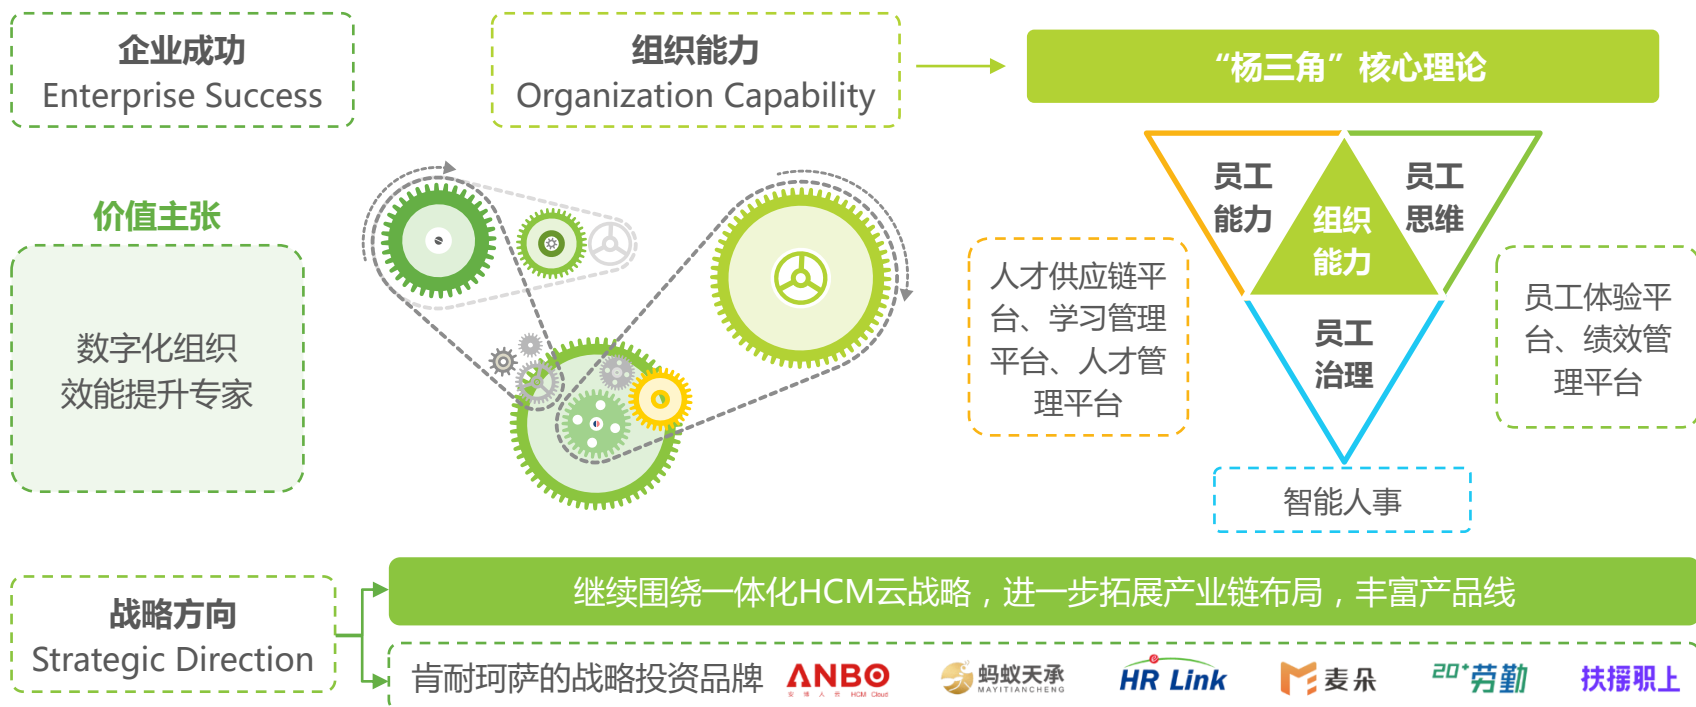 企业成功
Enterprise Success
组织能力
Organization Capability
“杨三角”核心理论
价值主张
数字化组织
效能提升专家
员工
能力
员工
思维
组织
能力
员工
治理
人才供应链平
台、学习管理
平台、人才管
理平台
员工体验平
台、绩效管
理平台
智能人事
战略方向
Strategic Direction
继续围绕一体化HCM云战略，进一步拓展产业链布局，丰富产品线
肯耐珂萨的战略投资品牌
ANBO
HCM Cloud
蚂蚁天承
MAYITIANCHENG
HR Link
麦朵
20+劳勤
扶摇职上